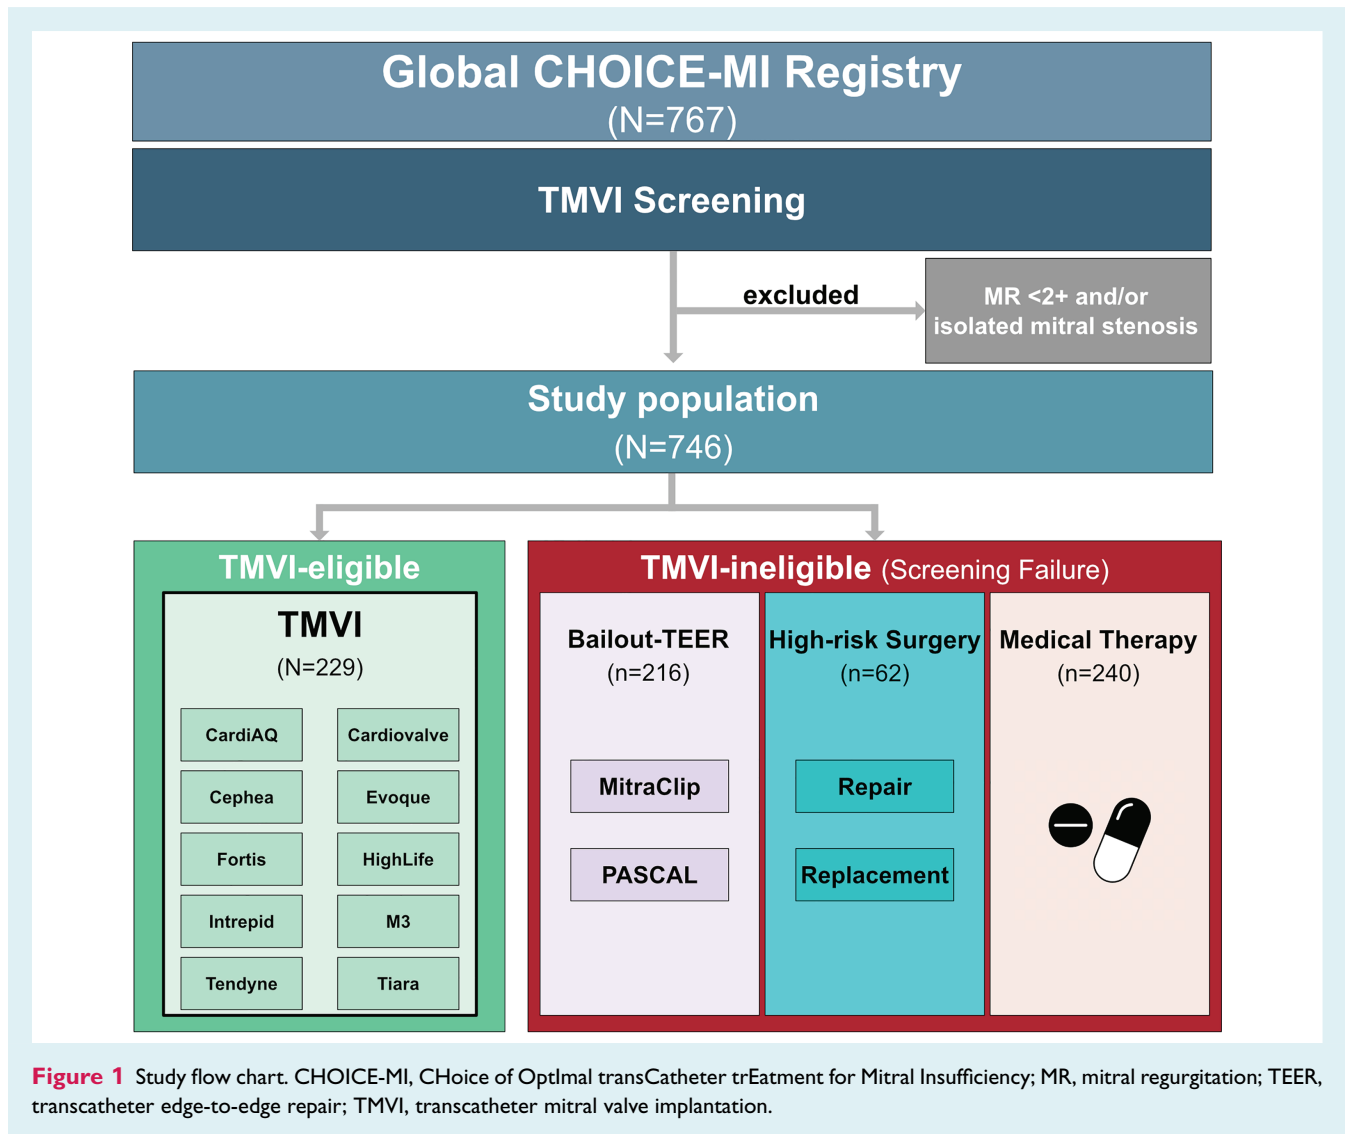 Global CHOICE-MI Registry
(N=767)
TMVI Screening
excluded
MR <2+ and/or
isolated mitral stenosis
Study population
(N=746)
TMVI-eligible
TMVI
(N=229)
CardiAQ
Cardiovalve
Cephea
Evoque
Fortis
HighLife
Intrepid
M3
Tendyne
Tiara
TMVI-ineligible (Screening Failure)
Bailout-TEER
(n=216)
MitraClip
PASCAL
High-risk Surgery
(n=62)
Repair
Replacement
Medical Therapy
(n=240)
Figure 1 Study flow chart. CHOICE-MI, CHoice of OptImal transCatheter trEatment for Mitral Insufficiency; MR, mitral regurgitation; TEER,
transcatheter edge-to-edge repair; TMVI, transcatheter mitral valve implantation.